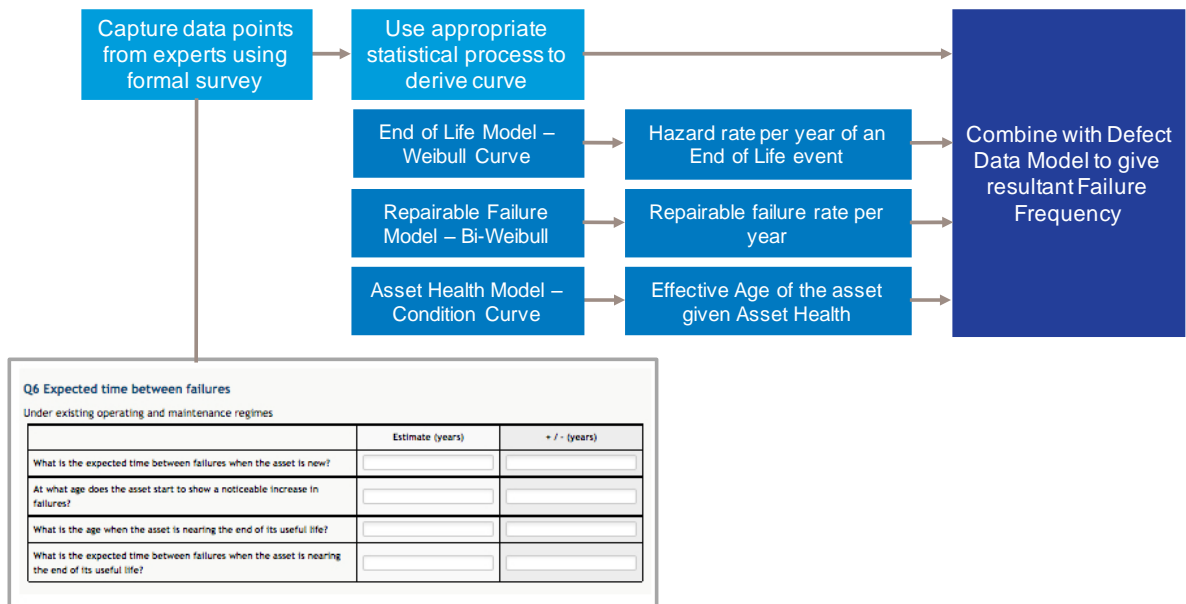 Capture data points
from experts using
formal survey
Use appropriate
statistical process to
derive curve
End of Life Model –
Weibull Curve
Hazard rate per year of an
End of Life event
Repairable Failure
Model – Bi-Weibull
Repairable failure rate per
year
Asset Health Model –
Condition Curve
Effective Age of the asset
given Asset Health
Combine with Defect
Data Model to give
resultant Failure
Frequency
Q6 Expected time between failures
Under existing operating and maintenance regimes
Estimate (years)
+ / - (years)
What is the expected time between failures when the asset is new?
At what age does the asset start to show a noticeable increase in
failures?
What is the age when the asset is nearing the end of its useful life?
What is the expected time between failures when the asset is nearing
the end of its useful life?